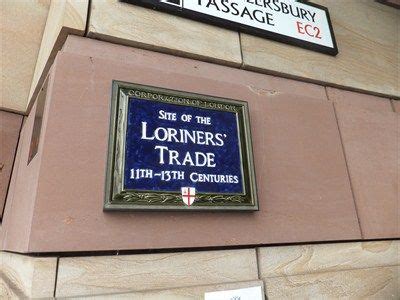 ERSBURY
PASSAGE
EC2
CORPORATION OF LONDON
SITE OF THE
LORINERS'
TRADE
11TH–13TH CENTURIES